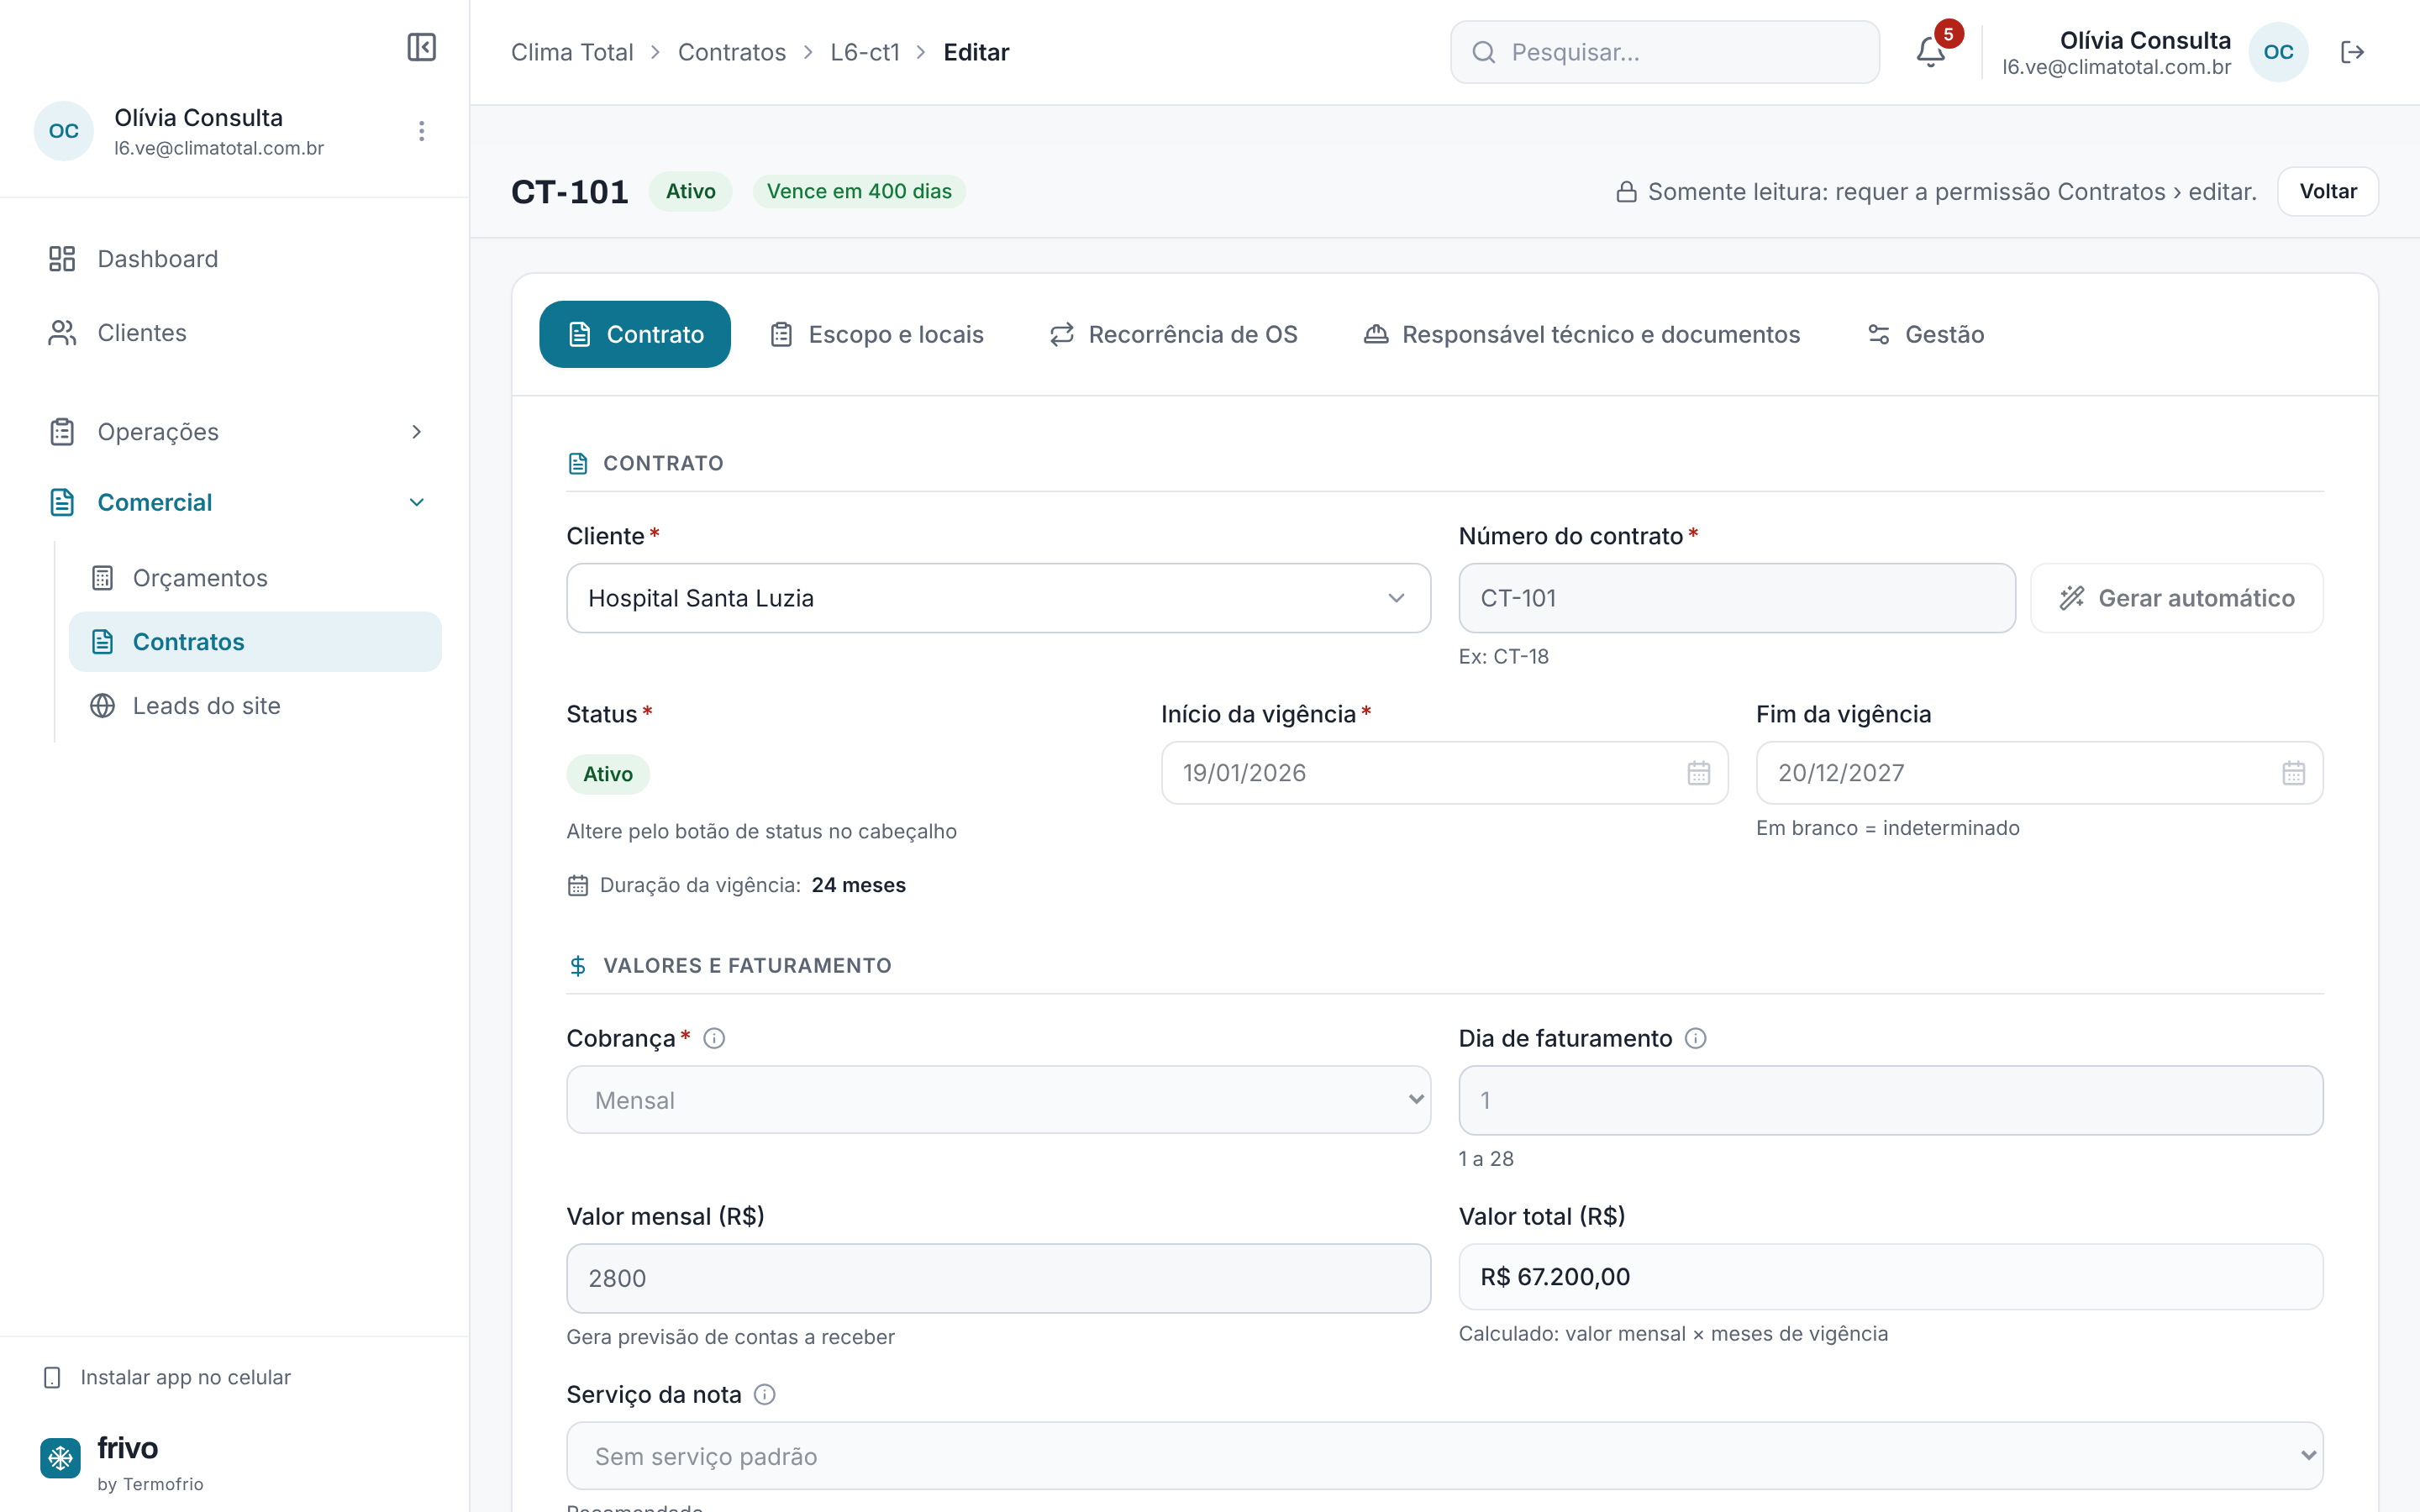 Clima Total > Contratos > L6-ct1 > Editar
Pesquisar...
5
Olívia Consulta
l6.ve@climatotal.com.br
OC
OC
Olívia Consulta
l6.ve@climatotal.com.br
Dashboard
Clientes
Operações
Comercial
Orçamentos
Contratos
Leads do site
Instalar app no celular
frivo
by Termofrio
CT-101
Ativo
Vence em 400 dias
Somente leitura: requer a permissão Contratos › editar.
Voltar
Contrato
Escopo e locais
Recorrência de OS
Responsável técnico e documentos
Gestão
CONTRATO
Cliente*
Hospital Santa Luzia
Número do contrato*
CT-101
Gerar automático
Ex: CT-18
Status*
Ativo
Altere pelo botão de status no cabeçalho
Início da vigência*
19/01/2026
Fim da vigência
20/12/2027
Em branco = indeterminado
Duração da vigência: 24 meses
VALORES E FATURAMENTO
Cobrança*
Mensal
Dia de faturamento
1
1 a 28
Valor mensal (R$)
2800
Gera previsão de contas a receber
Valor total (R$)
R$ 67.200,00
Calculado: valor mensal × meses de vigência
Serviço da nota
Sem serviço padrão